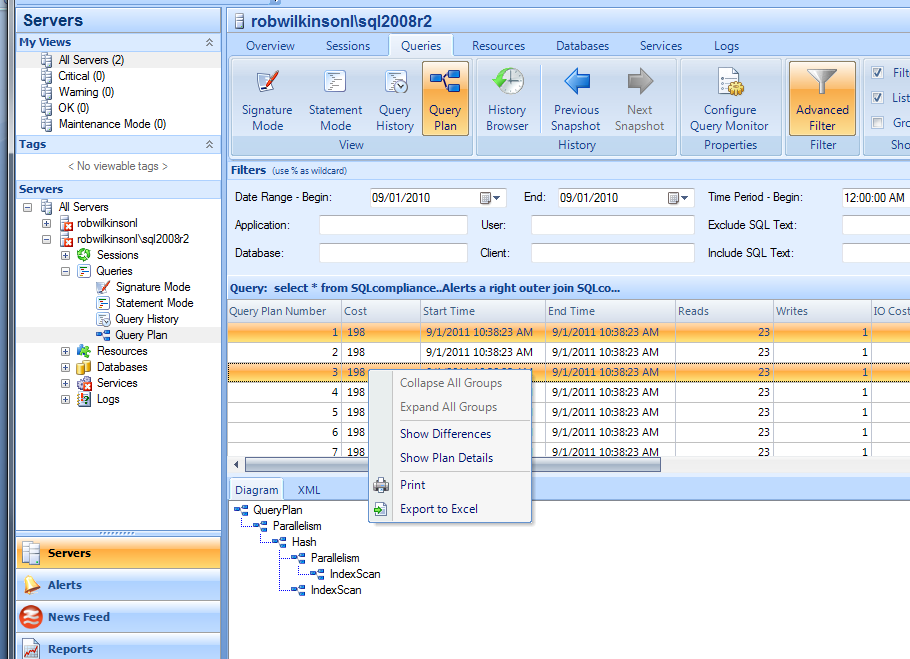 Servers
My Views
All Servers (2)
Critical (0)
Warning (0)
OK (0)
Maintenance Mode (0)
Tags
< No viewable tags >
Servers
All Servers
robwilkinsonl
robwilkinsonl\sql2008r2
Sessions
Queries
Signature Mode
Statement Mode
Query History
Query Plan
Resources
Databases
Services
Logs
Servers
Alerts
News Feed
Reports
robwilkinsonl\sql2008r2
Overview Sessions Queries Resources Databases Services Logs
Signature Mode
Statement Mode
Query History
Query Plan
View
History Browser
Previous Snapshot
Next Snapshot
History
Configure Query Monitor
Properties
Advanced Filter
Filter
Filt
List
Gro
Sho
Filters (use % as wildcard)
Date Range - Begin: 09/01/2010 End: 09/01/2010 Time Period - Begin: 12:00:00 AM
Application: User: Exclude SQL Text:
Database: Client: Include SQL Text:
Query: select * from SQLcompliance..Alerts a right outer join SQLco...
Query Plan Number Cost Start Time End Time Reads Writes IO Cost
1 198 9/1/2011 10:38:23 AM 9/1/2011 10:38:23 AM 23 1
2 198 9/1/2011 10:38:23 AM 9/1/2011 10:38:23 AM 23 1
3 198 9/1/2011 10:38:23 AM 23 1
4 198 9/1/2011 10:38:23 AM 23 1
5 198 9/1/2011 10:38:23 AM 23 1
6 198 9/1/2011 10:38:23 AM 23 1
7 198 9/1/2011 10:38:23 AM 23 1
Collapse All Groups
Expand All Groups
Show Differences
Show Plan Details
Print
Export to Excel
Diagram XML
QueryPlan
Parallelism
Hash
Parallelism
IndexScan
IndexScan